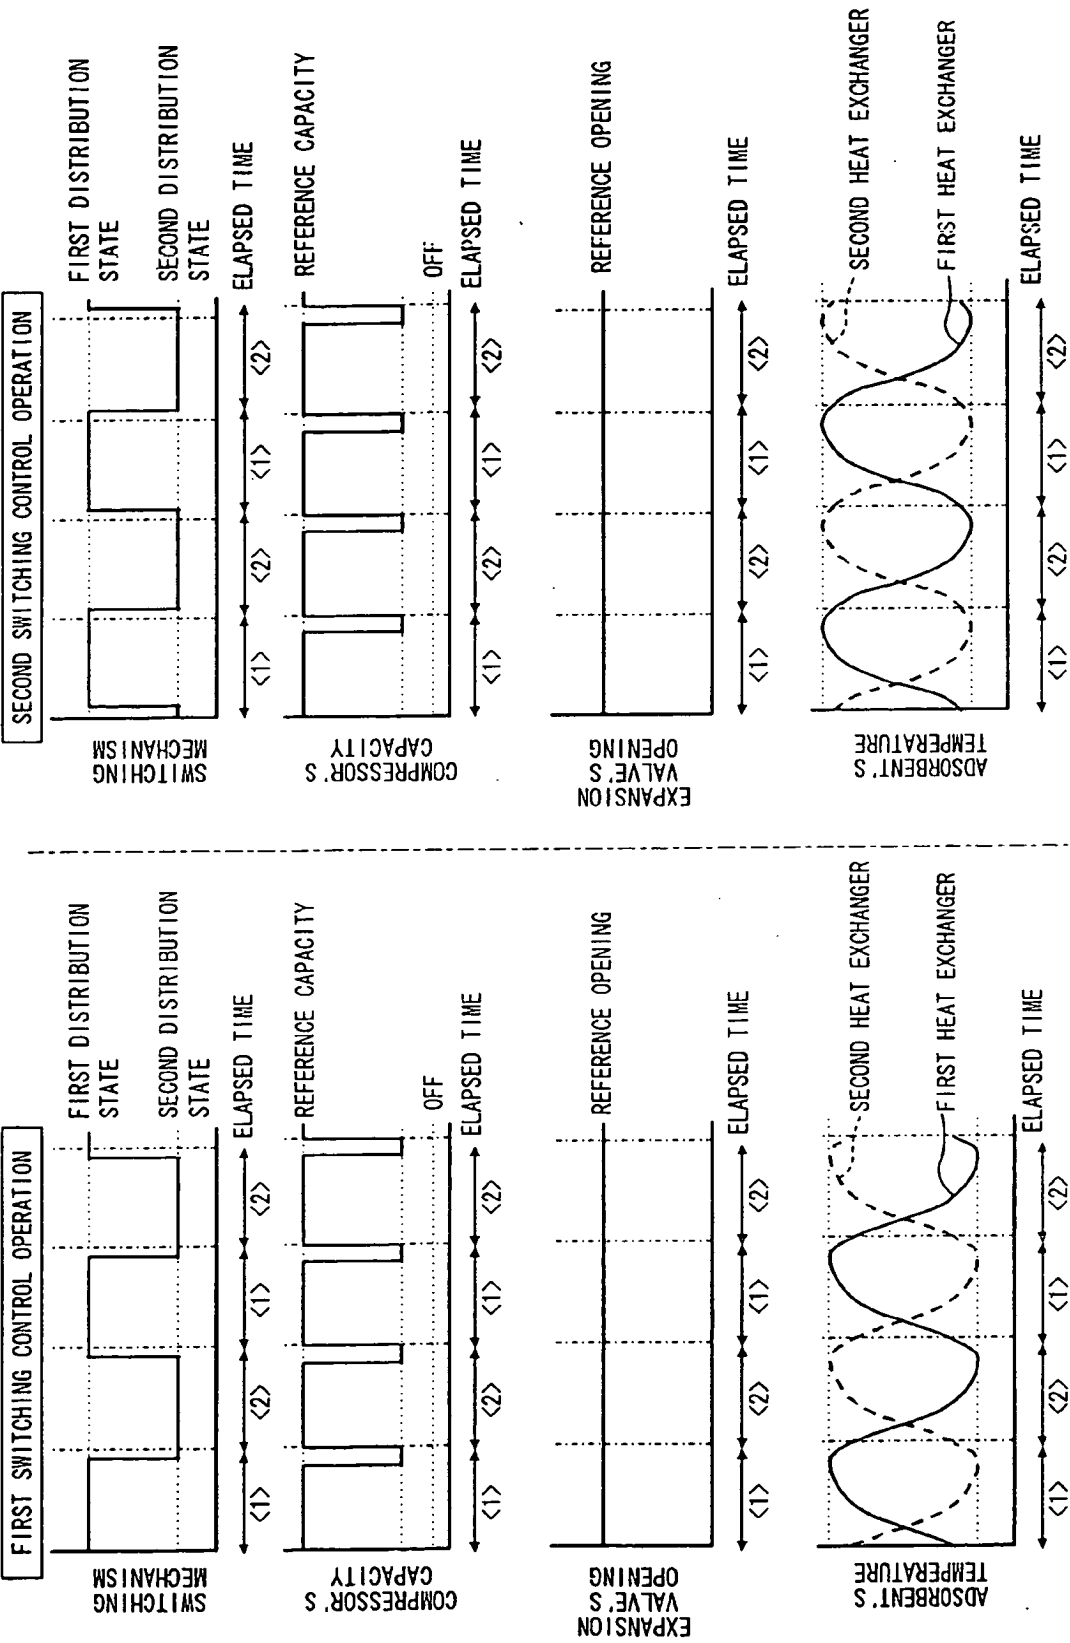 FIRST SWITCHING CONTROL OPERATION
SWITCHING
MECHANISM
FIRST DISTRIBUTION
STATE
SECOND DISTRIBUTION
STATE
ELAPSED TIME
<1>
<2>
<1>
<2>
COMPRESSOR'S
CAPACITY
REFERENCE CAPACITY
OFF
ELAPSED TIME
<1>
<2>
<1>
<2>
EXPANSION
VALVE'S
OPENING
REFERENCE OPENING
ELAPSED TIME
<1>
<2>
<1>
<2>
ADSORBENT'S
TEMPERATURE
SECOND HEAT EXCHANGER
FIRST HEAT EXCHANGER
ELAPSED TIME
<1>
<2>
<1>
<2>
SECOND SWITCHING CONTROL OPERATION
SWITCHING
MECHANISM
FIRST DISTRIBUTION
STATE
SECOND DISTRIBUTION
STATE
ELAPSED TIME
<1>
<2>
<1>
<2>
COMPRESSOR'S
CAPACITY
REFERENCE CAPACITY
OFF
ELAPSED TIME
<1>
<2>
<1>
<2>
EXPANSION
VALVE'S
OPENING
REFERENCE OPENING
ELAPSED TIME
<1>
<2>
<1>
<2>
ADSORBENT'S
TEMPERATURE
SECOND HEAT EXCHANGER
FIRST HEAT EXCHANGER
ELAPSED TIME
<1>
<2>
<1>
<2>